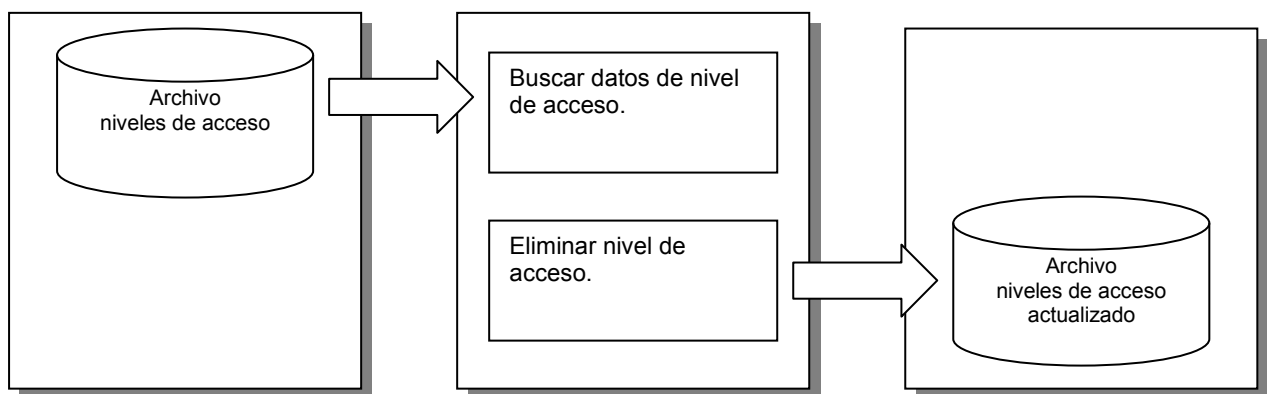 Archivo
niveles de acceso
Buscar datos de nivel
de acceso.
Eliminar nivel de
acceso.
Archivo
niveles de acceso
actualizado